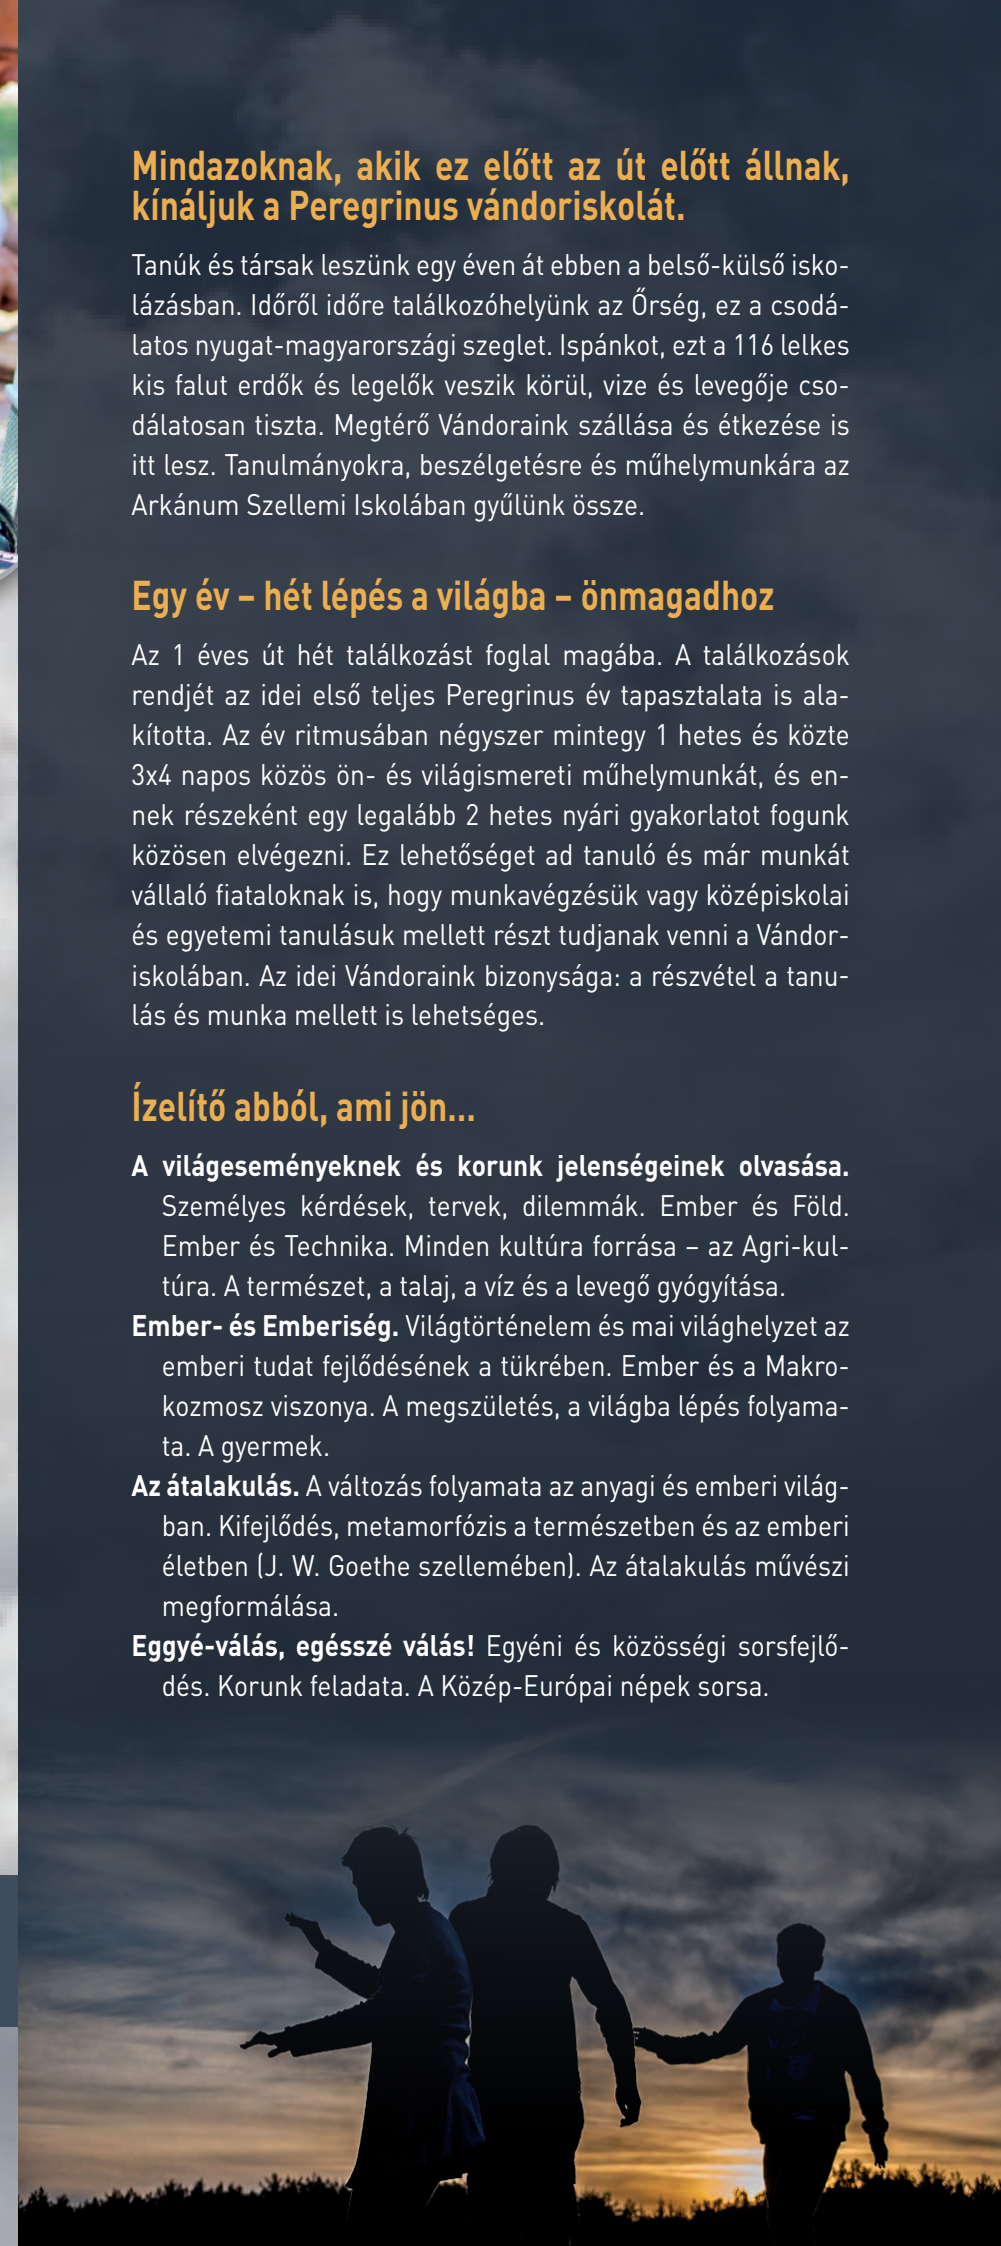 Mindazoknak, akik ez előtt az út előtt állnak,
kínáljuk a Peregrinus vándoriskolát.
Tanúk és társak leszünk egy éven át ebben a belső-külső isko-
lázásban. Időről időre találkozóhelyünk az Őrség, ez a csodá-
latos nyugat-magyarországi szeglet. Ispánkot, ezt a 116 lelkes
kis falut erdők és legelők veszik körül, vize és levegője cso-
dálatosan tiszta. Megtérő Vándoraink szállása és étkezése is
itt lesz. Tanulmányokra, beszélgetésre és műhelymunkára az
Arkánum Szellemi Iskolában gyűlünk össze.
Egy év – hét lépés a világba – önmagadhoz
Az 1 éves út hét találkozást foglal magába. A találkozások
rendjét az idei első teljes Peregrinus év tapasztalata is ala-
kította. Az év ritmusában négyszer mintegy 1 hetes és közte
3x4 napos közös ön- és világismereti műhelymunkát, és en-
nek részeként egy legalább 2 hetes nyári gyakorlatot fogunk
közösen elvégezni. Ez lehetőséget ad tanuló és már munkát
vállaló fiataloknak is, hogy munkavégzésük vagy középiskolai
és egyetemi tanulásuk mellett részt tudjanak venni a Vándor-
iskolában. Az idei Vándoraink bizonysága: a részvétel a tanu-
lás és munka mellett is lehetséges.
Ízelítő abból, ami jön...
A világeseményeknek és korunk jelenségeinek olvasása.
Személyes kérdések, tervek, dilemmák. Ember és Föld.
Ember és Technika. Minden kultúra forrása – az Agri-kul-
túra. A természet, a talaj, a víz és a levegő gyógyítása.
Ember- és Emberiség. Világtörténelem és mai világhelyzet az
emberi tudat fejlődésének a tükrében. Ember és a Makro-
kozmosz viszonya. A megszületés, a világba lépés folyama-
ta. A gyermek.
Az átalakulás. A változás folyamata az anyagi és emberi világ-
ban. Kifejlődés, metamorfózis a természetben és az emberi
életben (J. W. Goethe szellemében). Az átalakulás művészi
megformálása.
Eggyé-válás, egésszé válás! Egyéni és közösségi sorsfejlő-
dés. Korunk feladata. A Közép-Európai népek sorsa.